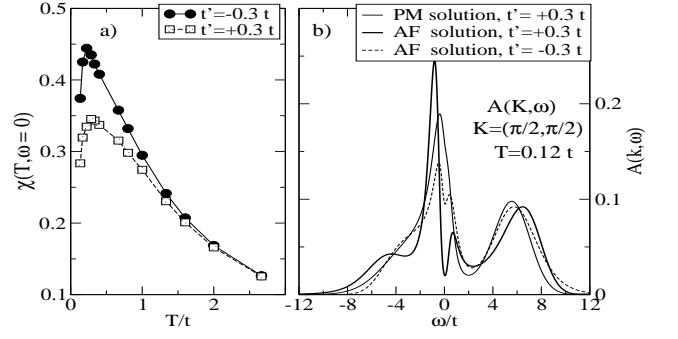 0.5
0.4
0.3
0.2
0.1
χ(T,ω=0)
a)
t'=-0.3 t
t'=+0.3 t
0
1
2
3
T/t
b)
PM solution, t'= +0.3 t
AF solution, t'= +0.3 t
AF solution, t'= -0.3 t
A(K,ω)
K=(π/2,π/2)
T=0.12 t
0.2
0.1
0
A(k,ω)
-12
-8
-4
0
4
8
12
ω/t